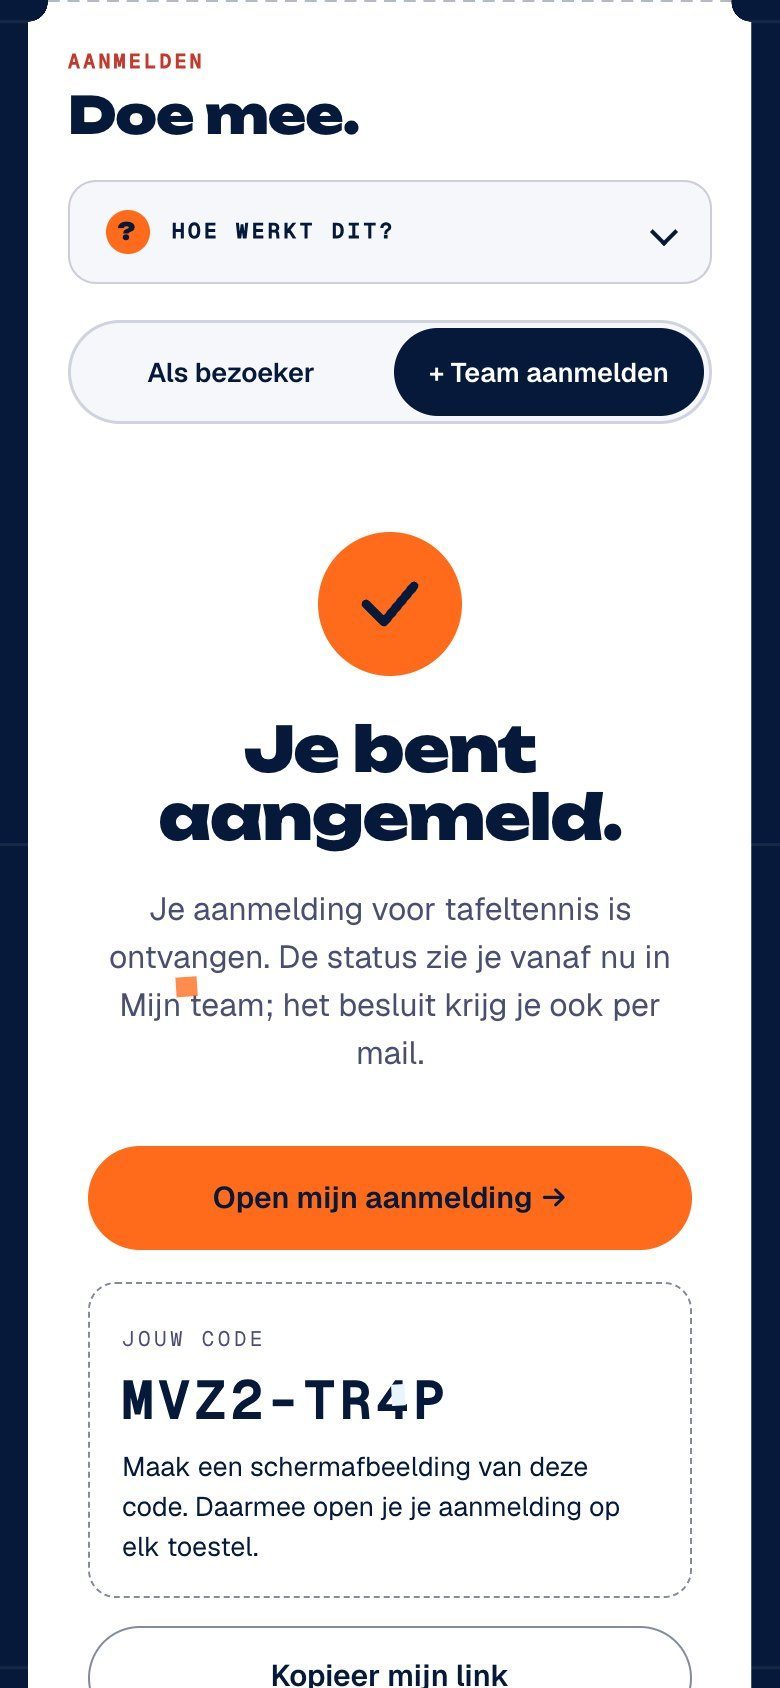 AANMELDEN
Doe mee.
? HOE WERKT DIT?
Als bezoeker
+ Team aanmelden
Je bent
aangemeld.
Je aanmelding voor tafeltennis is
ontvangen. De status zie je vanaf nu in
Mijn team; het besluit krijg je ook per
mail.
Open mijn aanmelding →
JOUW CODE
MVZ2-TR4P
Maak een schermafbeelding van deze
code. Daarmee open je je aanmelding op
elk toestel.
Kopieer mijn link